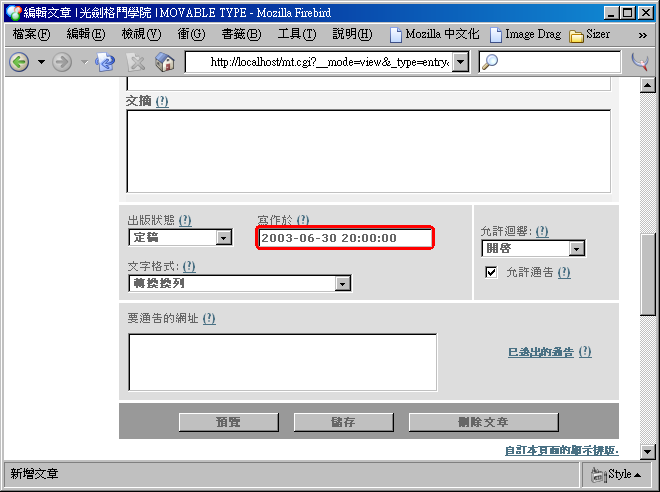 編輯文章 | 光劍格鬥學院 | MOVABLE TYPE - Mozilla Firebird
檔案(F) 編輯(E) 檢視(V) 衝(G) 書籤(B) 工具(T) 說明(H) Mozilla 中文化 Image Drag Sizer »
http://localhost/mt.cgi?__mode=view&_type=entry&
文摘 (?)
出版狀態 (?) 寫作於 (?)
定稿 2003-06-30 20:00:00
允許迴響: (?)
開啓
文字格式: (?)
允許通告 (?)
轉換換列
要通告的網址 (?)
已送出的通告 (?)
預覽 儲存 刪除文章
自訂本頁面的顯示排版.
新增文章 Style